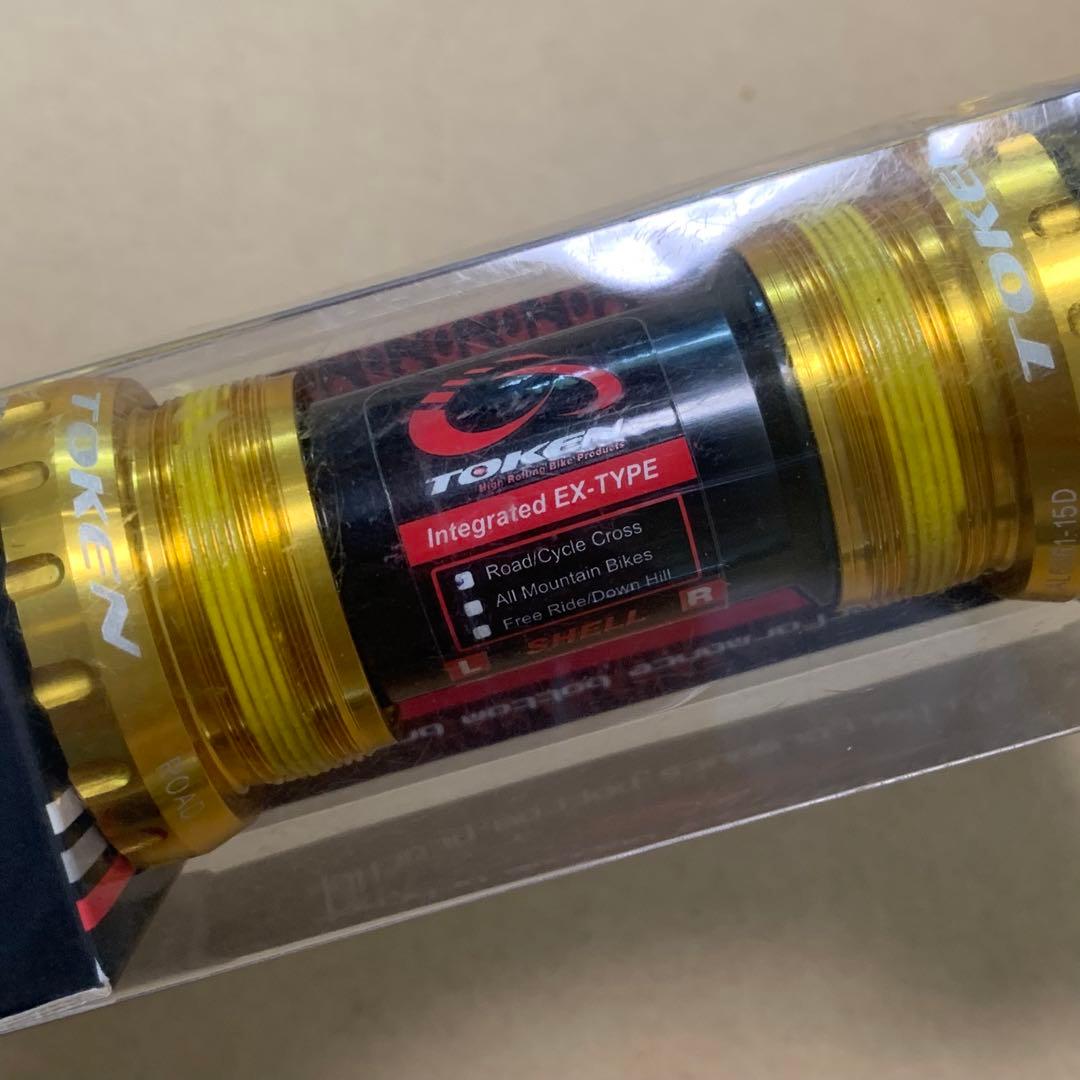 TOKEN
ROAD
TOKEN
High Rolling Bike Products
Integrated EX-TYPE
Road/Cycle Cross
All Mountain Bikes
Free Ride/Down Hill
L SHELL R
TOKEN